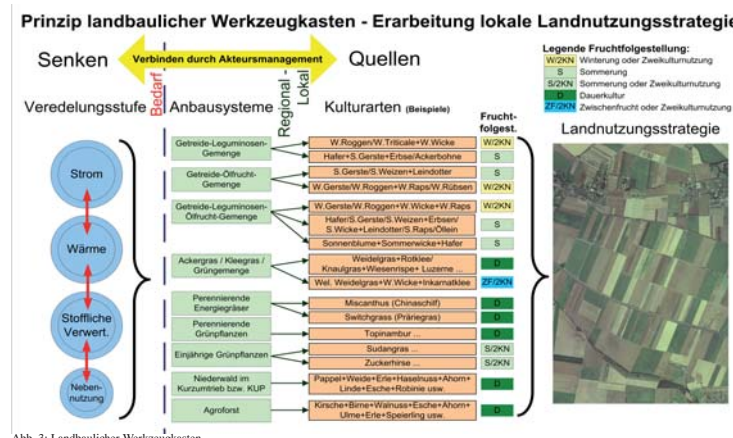 Prinzip landbaulicher Werkzeugkasten - Erarbeitung lokale Landnutzungsstrategie
Senken
Verbinden durch Akteursmanagement
Quellen
Legende Fruchtfolgestellung:
W/2KN Winterung oder Zweikulturnutzung
S Sommerung
S/2KN Sommerung oder Zweikulturnutzung
D Dauerkultur
ZF/2KN Zwischenfrucht oder Zweikulturnutzung
Veredelungsstufe
Bedarf
Anbausysteme
Regional -
Lokal
Kulturarten (Beispiele)
Frucht-
folgest.
Landnutzungsstrategie
Strom
Wärme
Stoffliche
Verwert.
Neben-
nutzung
Getreide-Leguminosen-
Gemenge
W.Roggen/W.Triticale+W.Wicke
W/2KN
Hafer+S.Gerste+Erbse/Ackerbohne
S
Getreide-Ölfrucht-
Gemenge
S.Gerste/S.Weizen+Leindotter
S
W.Gerste/W.Roggen+W.Raps/W.Rübsen
W/2KN
Getreide-Leguminosen-
Ölfrucht-Gemenge
W.Gerste/W.Roggen+W.Wicke+W.Raps
W/2KN
Hafer/S.Gerste/S.Weizen+Erbsen/
S.Wicke+Leindotter/S.Raps/Öllein
S
Sonnenblume+Sommerwicke+Hafer
S
Ackergras / Kleegras /
Grüngemenge
Weidelgras+Rotklee/
Knaulgras+Wiesenrispe+ Luzerne ...
D
Wel. Weidelgras+W.Wicke+Inkarnatklee
ZF/2KN
Perennierende
Energiegräser
Miscanthus (Chinaschilf)
D
Switchgrass (Präriegras)
D
Perennierende
Grünpflanzen
Topinambur ...
D
Einjährige Grünpflanzen
Sudangras ...
S/2KN
Zuckerhirse ...
S/2KN
Niederwald im
Kurzumtrieb bzw. KUP
Pappel+Weide+Erle+Haselnuss+Ahorn+
Linde+Esche+Robinie usw.
D
Agroforst
Kirsche+Birne+Walnuss+Esche+Ahorn+
Ulme+Erle+Speierling usw.
D
Abb. 3: Landbaulicher Werkzeugkasten